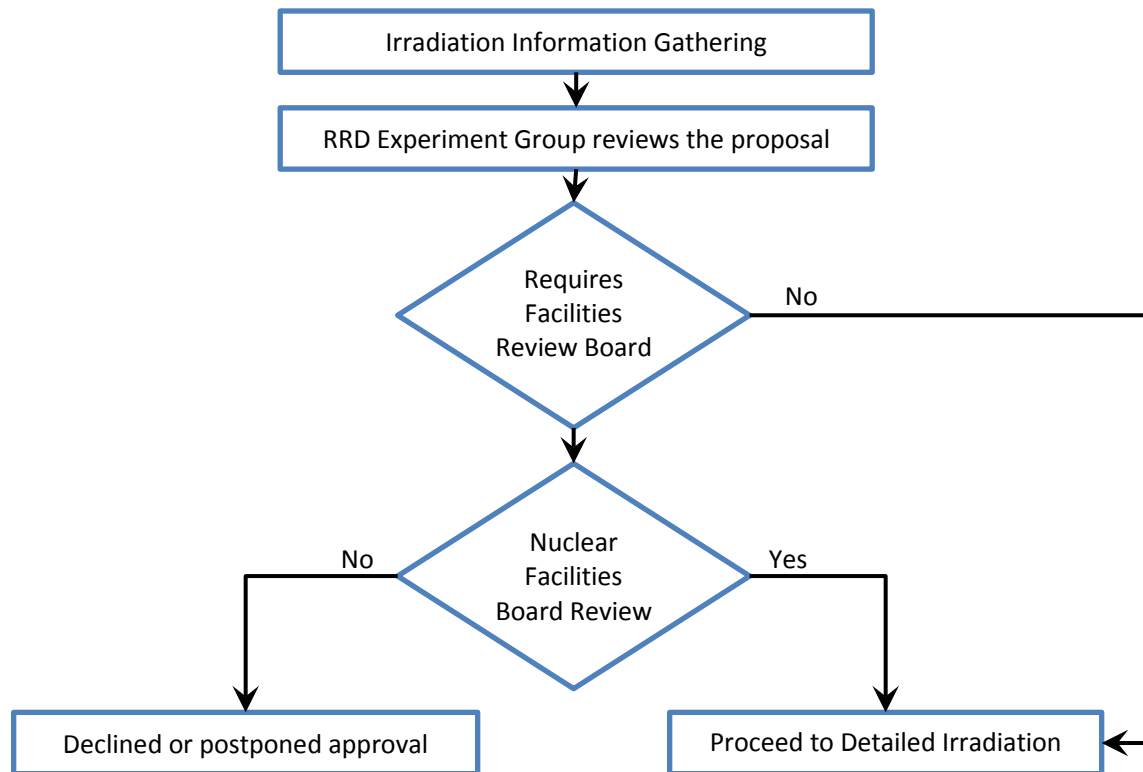 Irradiation Information Gathering
RRD Experiment Group reviews the proposal
Requires
Facilities
Review Board
No
Nuclear
Facilities
Board Review
No
Yes
Declined or postponed approval
Proceed to Detailed Irradiation